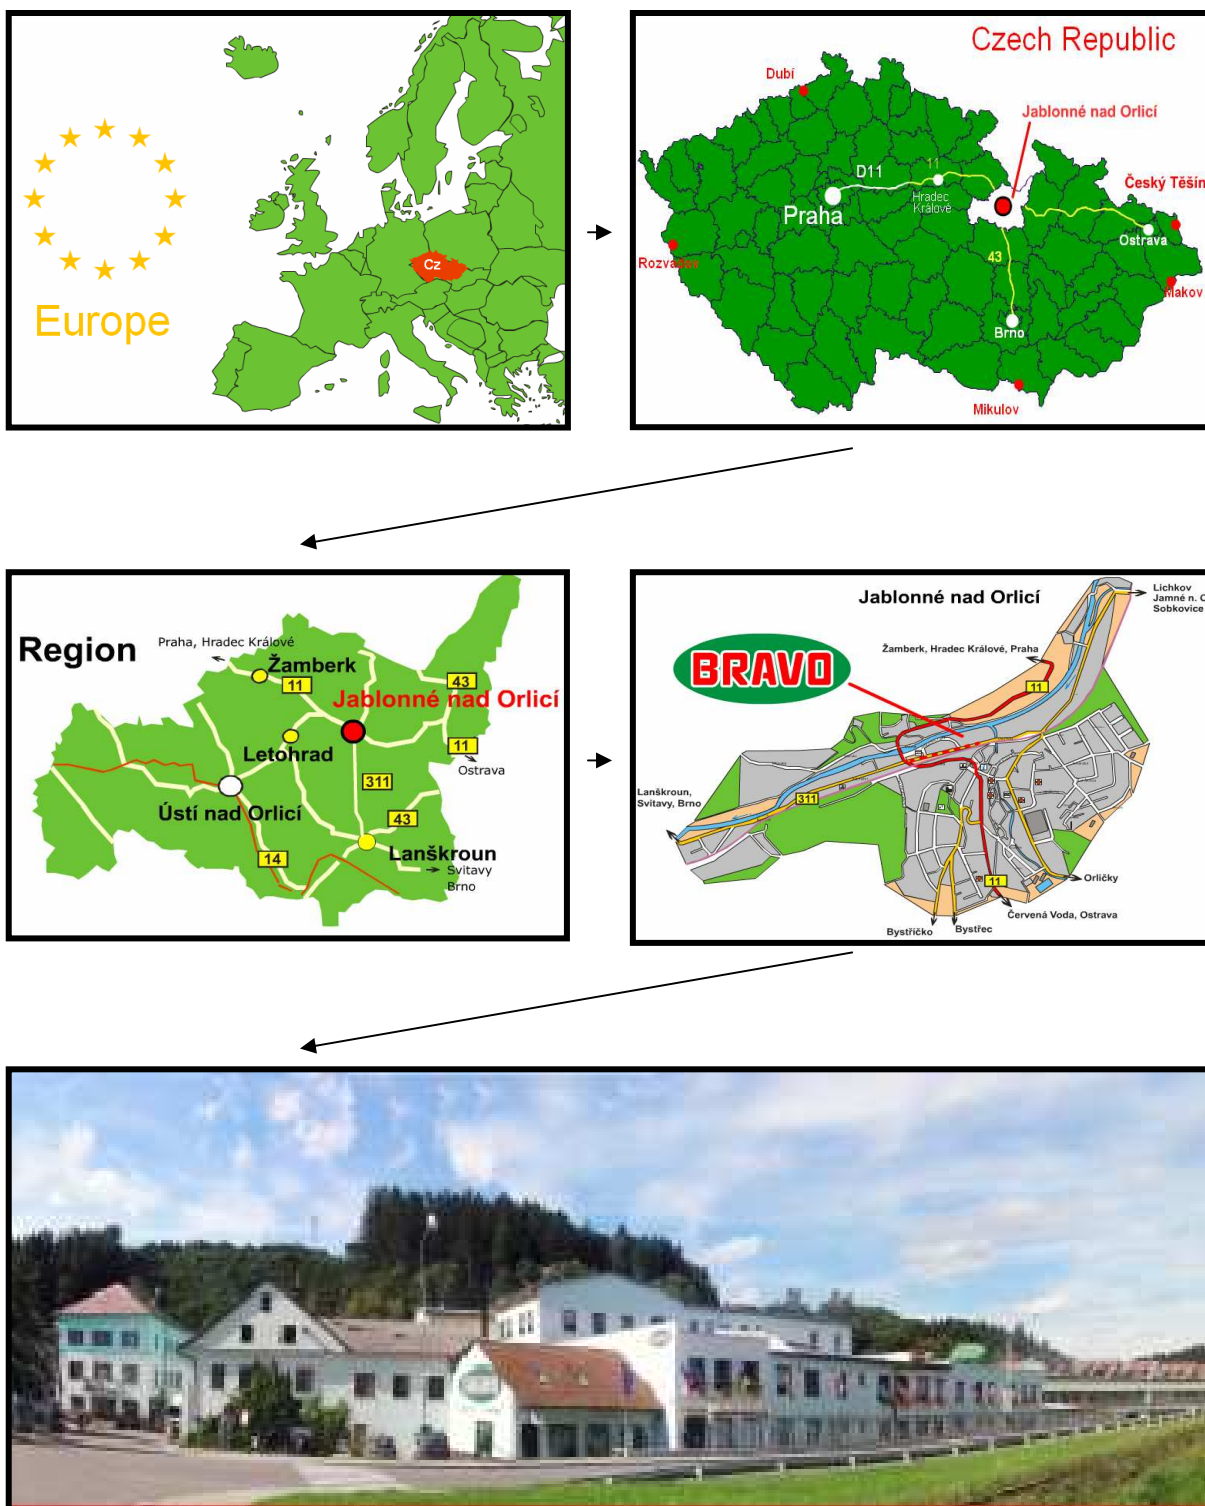 Europe
Cz
Czech Republic
Dubí
Jablonné nad Orlicí
D11
11
Hradec
Králové
Praha
Český Těšín
Ostrava
Rozvadov
43
Makov
Brno
Mikulov
Region
Praha, Hradec Králové
Žamberk
11
43
Jablonné nad Orlicí
Letohrad
11
Ostrava
311
Ústí nad Orlicí
43
14
Lanškroun
Svitavy
Brno
Jablonné nad Orlicí
Lichkov
Jamné n. O
Sobkovice
BRAVO
Žamberk, Hradec Králové, Praha
11
Lanškroun,
Svitavy, Brno
311
11
Orličky
Červená Voda, Ostrava
Bystříčko
Bystřec